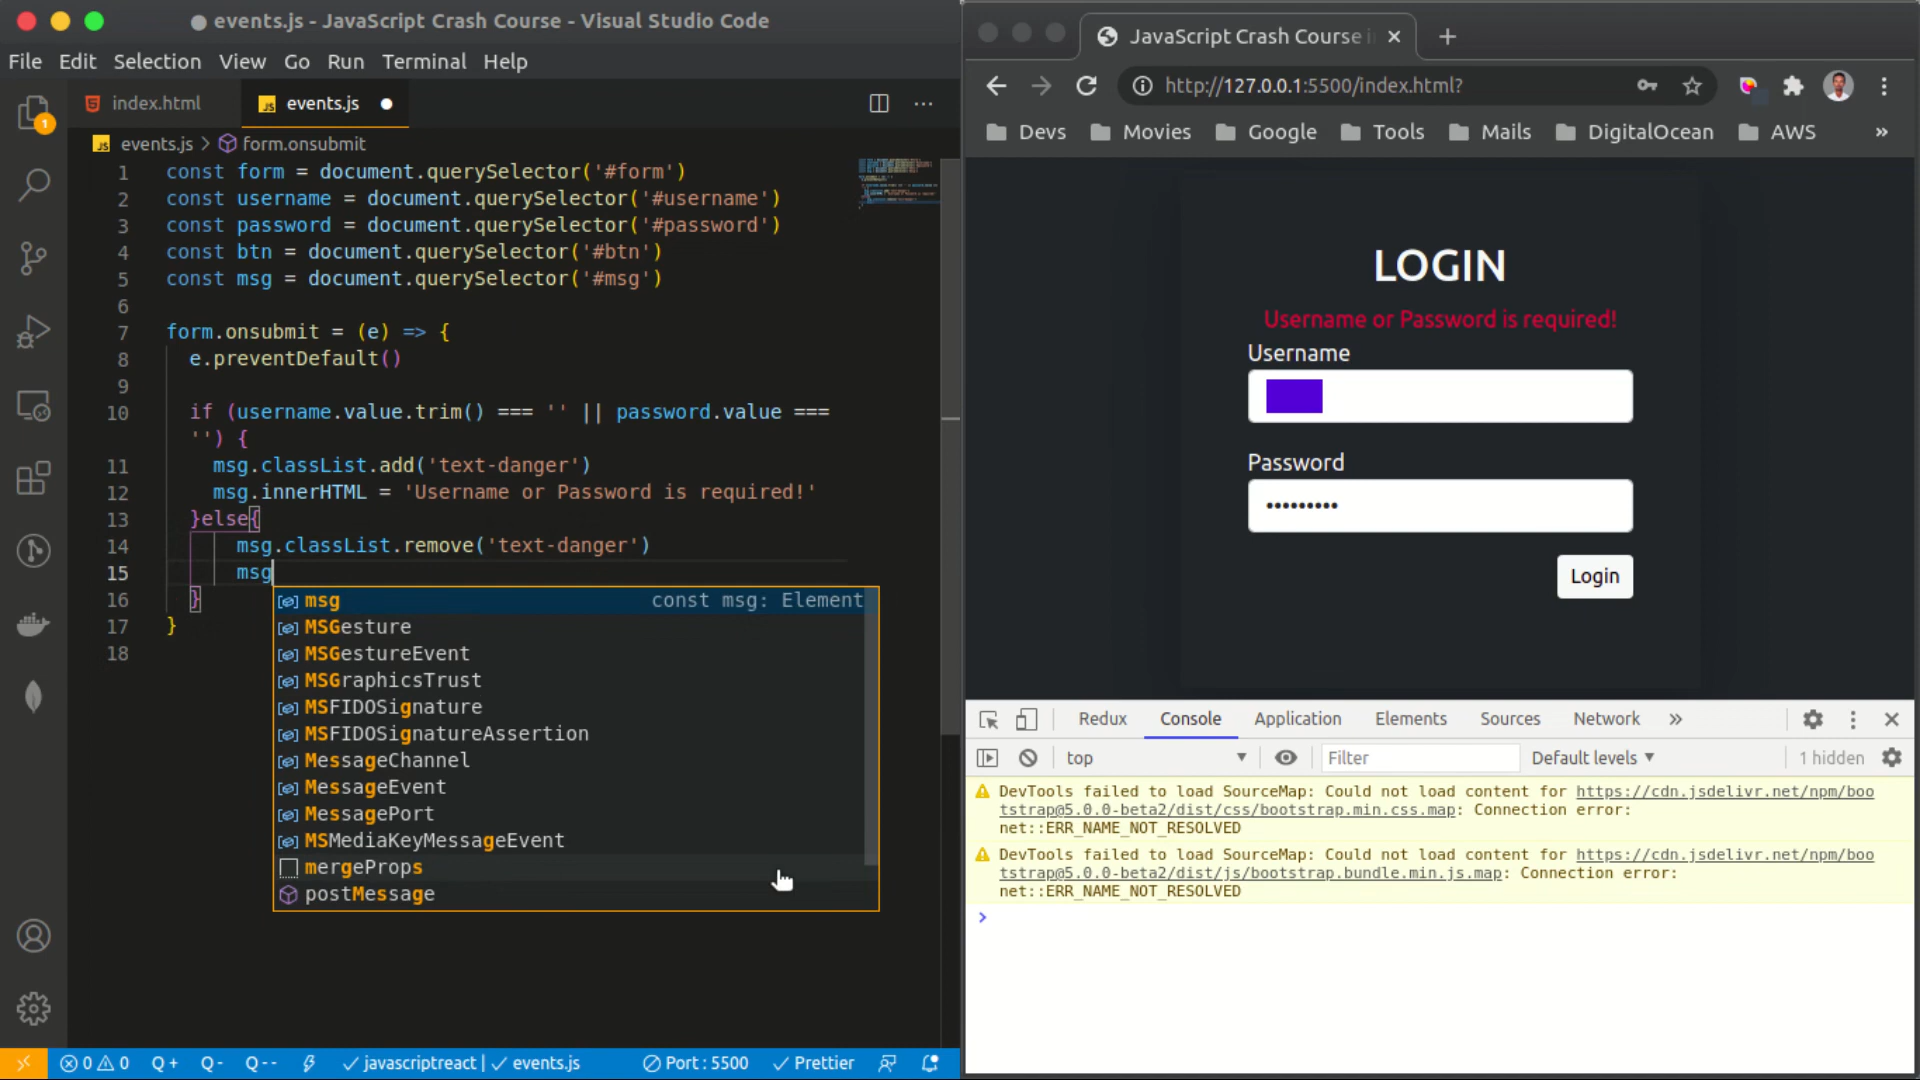 events.js - JavaScript Crash Course - Visual Studio Code
File Edit Selection View Go Run Terminal Help
index.html
JS events.js
JS events.js > form.onsubmit
1 const form = document.querySelector('#form')
2 const username = document.querySelector('#username')
3 const password = document.querySelector('#password')
4 const btn = document.querySelector('#btn')
5 const msg = document.querySelector('#msg')
6
7 form.onsubmit = (e) => {
8 e.preventDefault()
9
10 if (username.value.trim() === '' || password.value ===
'') {
11 msg.classList.add('text-danger')
12 msg.innerHTML = 'Username or Password is required!'
13 }else{
14 msg.classList.remove('text-danger')
15 msg
16 }
17 }
18
msg const msg: Element
MSGesture
MSGestureEvent
MSGraphicsTrust
MSFIDOSignature
MSFIDOSignatureAssertion
MessageChannel
MessageEvent
MessagePort
MSMediaKeyMessageEvent
mergeProps
postMessage
1
0 0 Q+ Q- Q-- javascriptreact | events.js Port : 5500 Prettier
JavaScript Crash Course i
http://127.0.0.1:5500/index.html?
Devs Movies Google Tools Mails DigitalOcean AWS »
LOGIN
Username or Password is required!
Username
Password
•••••••••
Login
Redux Console Application Elements Sources Network »
top Filter Default levels 1 hidden
DevTools failed to load SourceMap: Could not load content for https://cdn.jsdelivr.net/npm/boo
tstrap@5.0.0-beta2/dist/css/bootstrap.min.css.map: Connection error:
net::ERR_NAME_NOT_RESOLVED
DevTools failed to load SourceMap: Could not load content for https://cdn.jsdelivr.net/npm/boo
tstrap@5.0.0-beta2/dist/js/bootstrap.bundle.min.js.map: Connection error:
net::ERR_NAME_NOT_RESOLVED
>